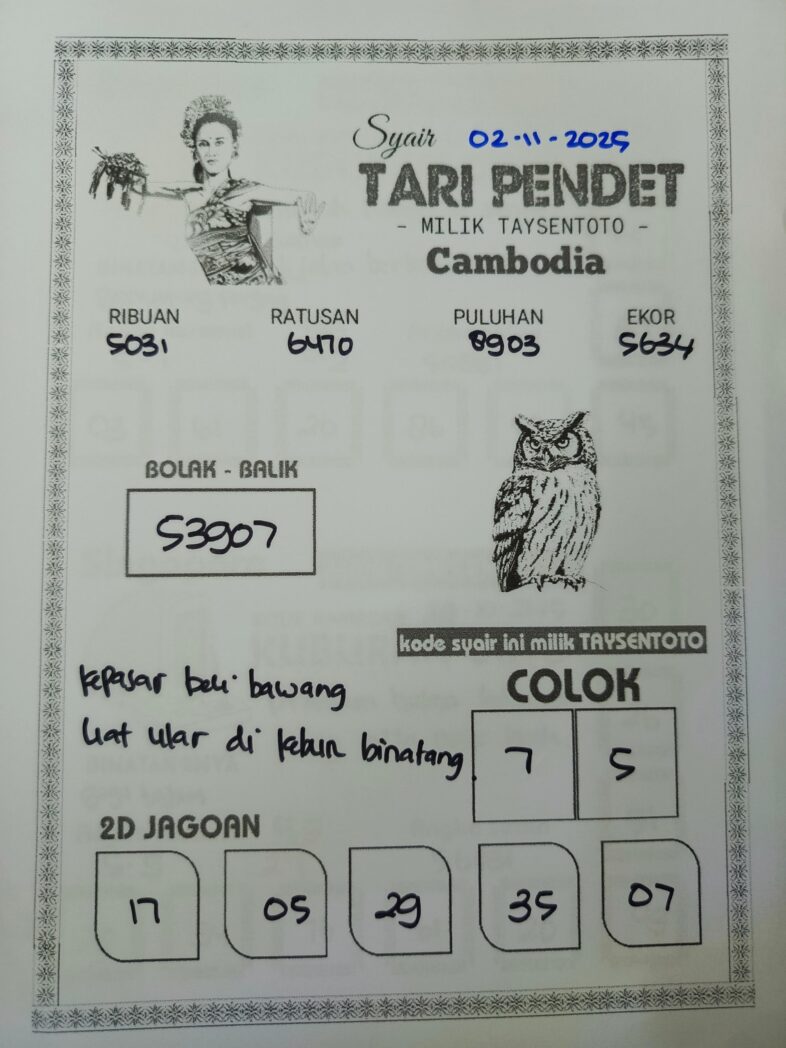 Syair 02-11-2025
TARI PENDET
- MILIK TAYSENTOTO -
Cambodia
RIBUAN RATUSAN PULUHAN EKOR
5031 6470 8903 5634
BOLAK - BALIK
53907
kode syair ini milik TAYSENTOTO
kepasar beli bawang
liat ular di kebun binatang
COLOK
7 5
2D JAGOAN
17 05 29 35 07